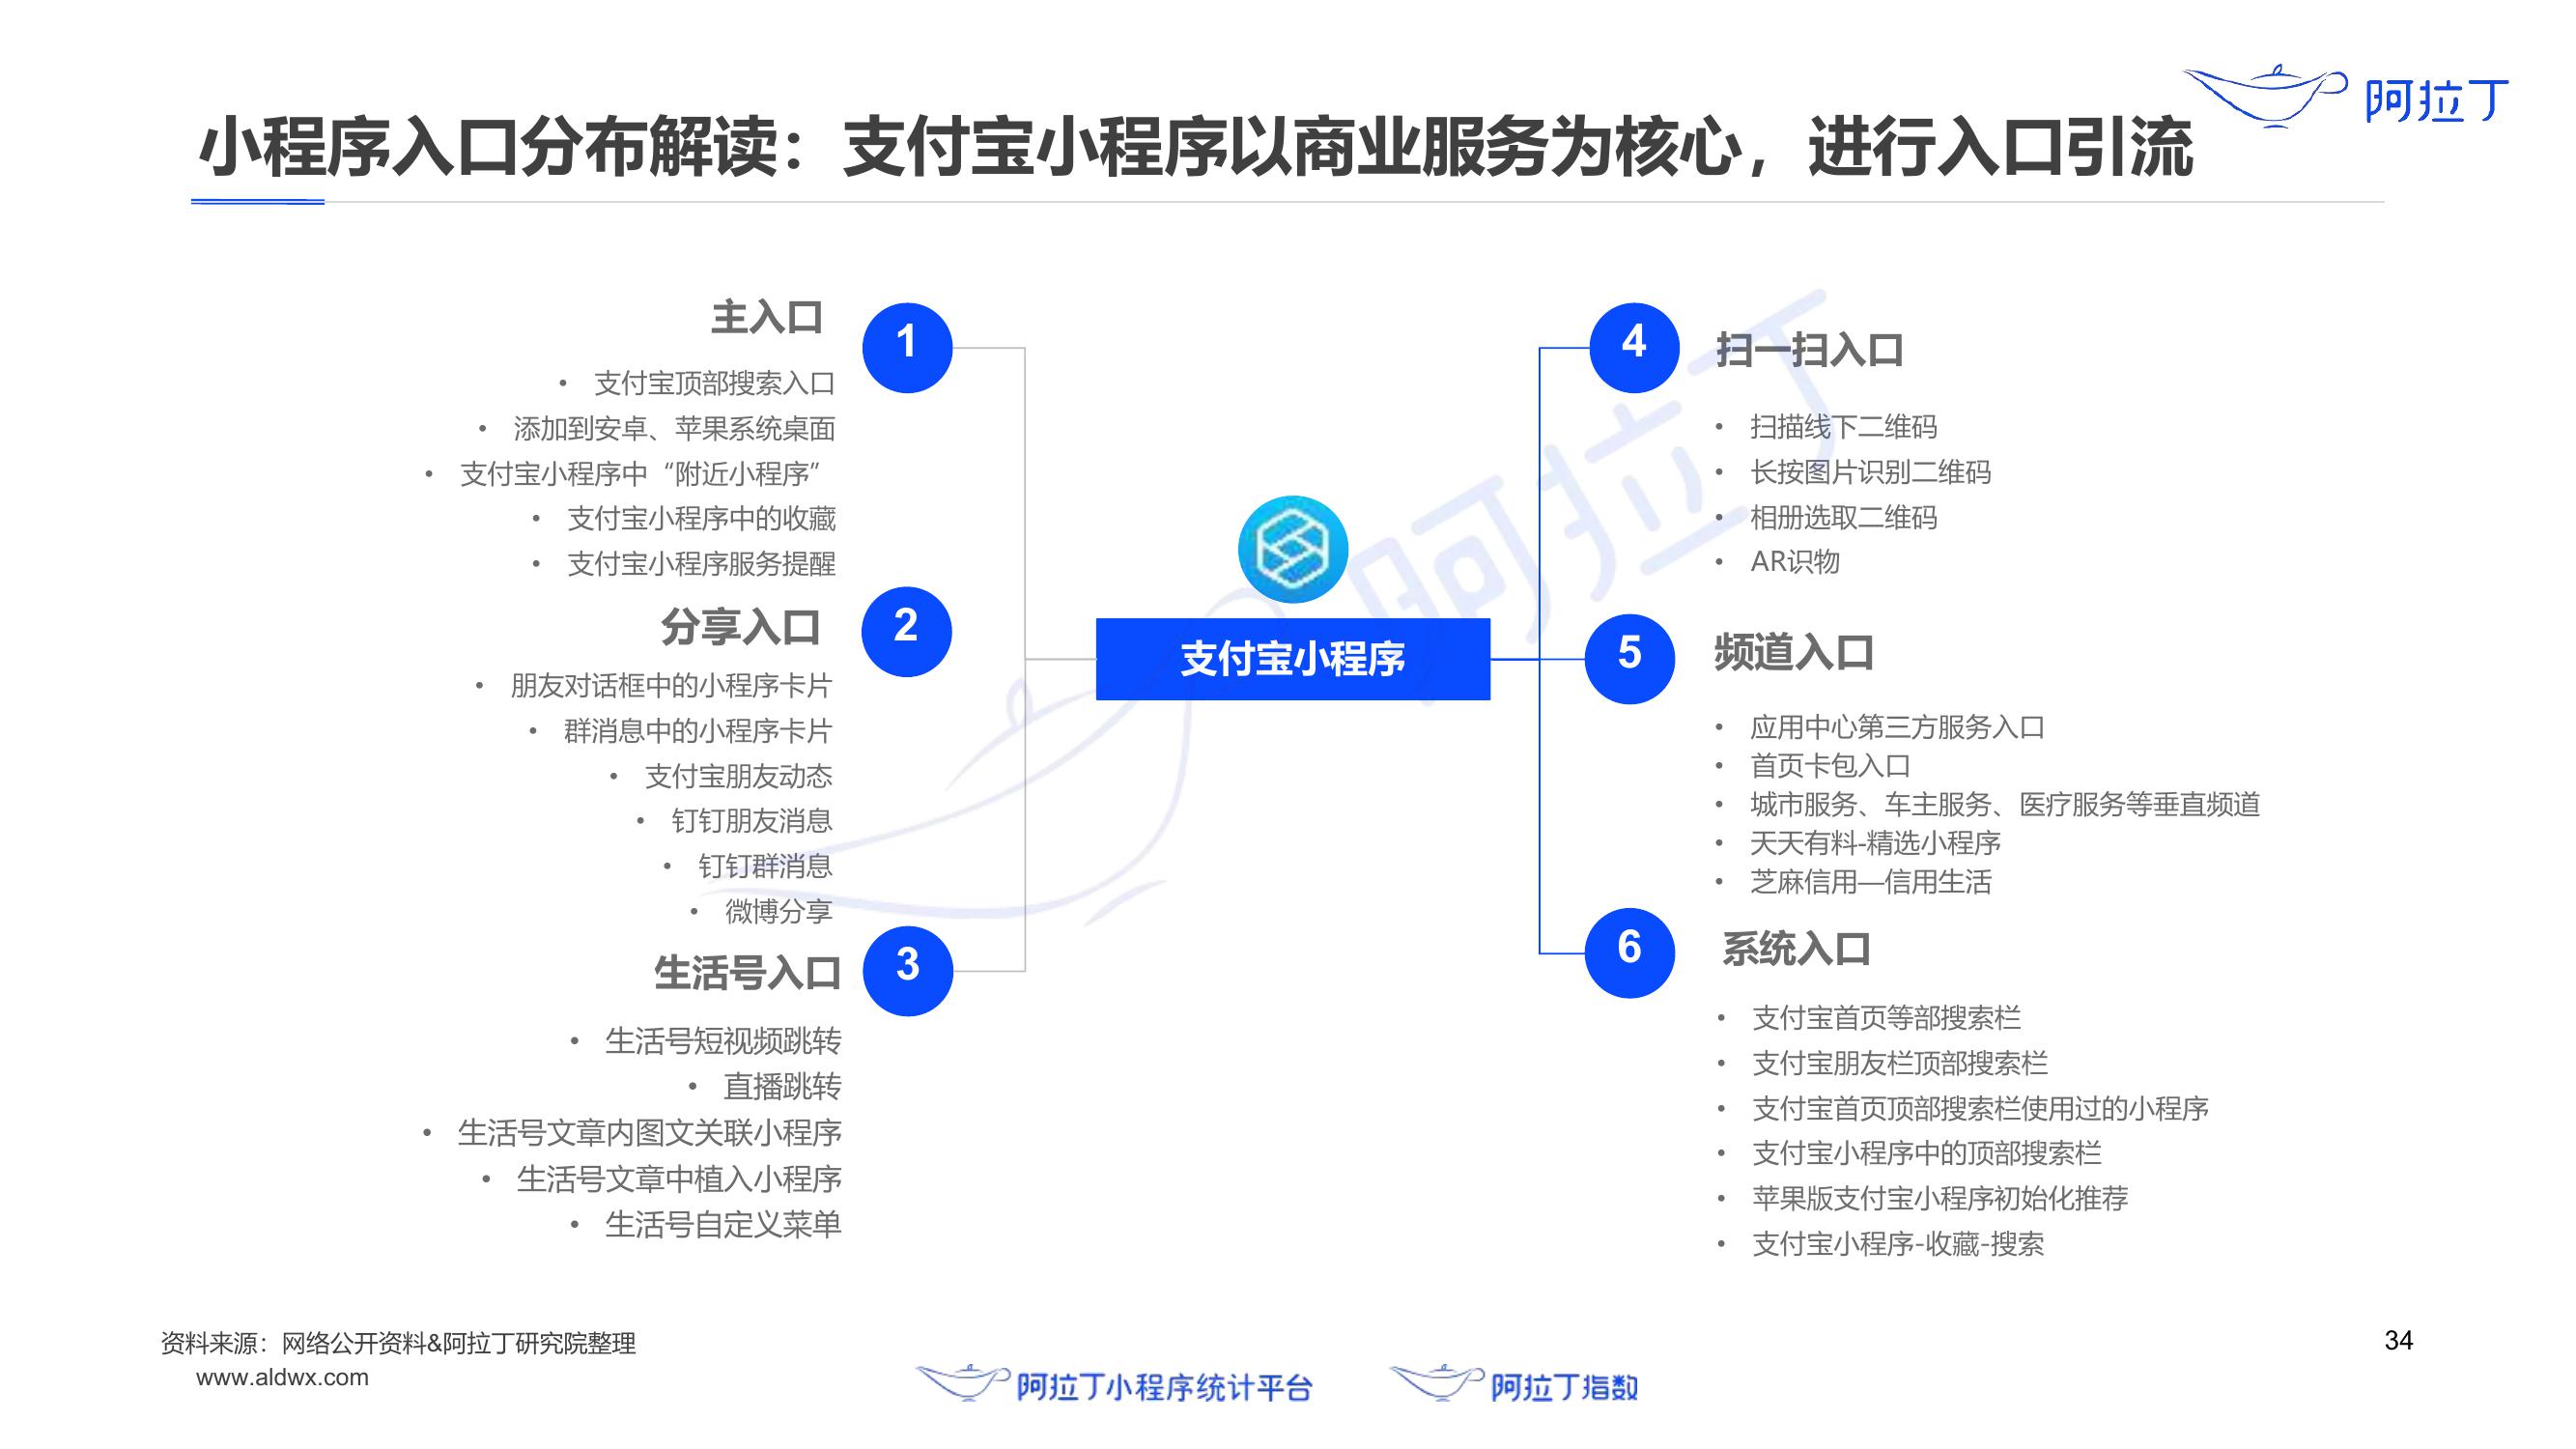 阿拉丁
小程序入口分布解读：支付宝小程序以商业服务为核心，进行入口引流
主入口
1
• 支付宝顶部搜索入口
• 添加到安卓、苹果系统桌面
• 支付宝小程序中“附近小程序”
• 支付宝小程序中的收藏
• 支付宝小程序服务提醒
分享入口
2
• 朋友对话框中的小程序卡片
• 群消息中的小程序卡片
• 支付宝朋友动态
• 钉钉朋友消息
• 钉钉群消息
• 微博分享
生活号入口
3
• 生活号短视频跳转
• 直播跳转
• 生活号文章内图文关联小程序
• 生活号文章中植入小程序
• 生活号自定义菜单
支付宝小程序
阿拉丁
4
扫一扫入口
• 扫描线下二维码
• 长按图片识别二维码
• 相册选取二维码
• AR识物
5
频道入口
• 应用中心第三方服务入口
• 首页卡包入口
• 城市服务、车主服务、医疗服务等垂直频道
• 天天有料-精选小程序
• 芝麻信用—信用生活
6
系统入口
• 支付宝首页等部搜索栏
• 支付宝朋友栏顶部搜索栏
• 支付宝首页顶部搜索栏使用过的小程序
• 支付宝小程序中的顶部搜索栏
• 苹果版支付宝小程序初始化推荐
• 支付宝小程序-收藏-搜索
资料来源：网络公开资料&阿拉丁研究院整理
www.aldwx.com
阿拉丁小程序统计平台
阿拉丁指数
34